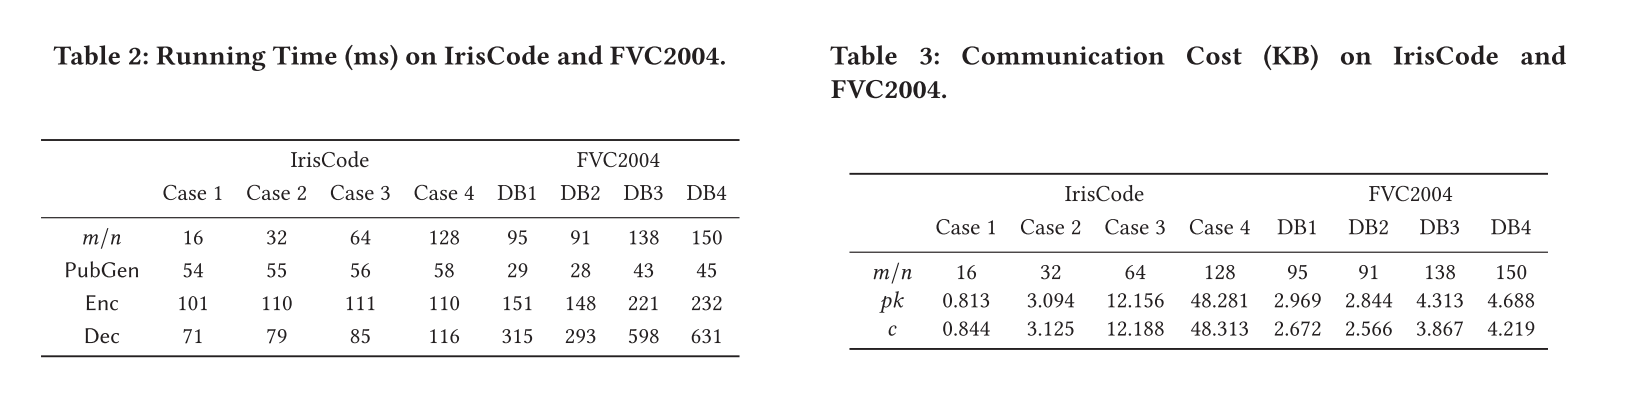 Table 2: Running Time (ms) on IrisCode and FVC2004.
IrisCode FVC2004
Case 1 Case 2 Case 3 Case 4 DB1 DB2 DB3 DB4
m/n 16 32 64 128 95 91 138 150
PubGen 54 55 56 58 29 28 43 45
Enc 101 110 111 110 151 148 221 232
Dec 71 79 85 116 315 293 598 631
Table 3: Communication Cost (KB) on IrisCode and
FVC2004.
IrisCode FVC2004
Case 1 Case 2 Case 3 Case 4 DB1 DB2 DB3 DB4
m/n 16 32 64 128 95 91 138 150
pk 0.813 3.094 12.156 48.281 2.969 2.844 4.313 4.688
c 0.844 3.125 12.188 48.313 2.672 2.566 3.867 4.219